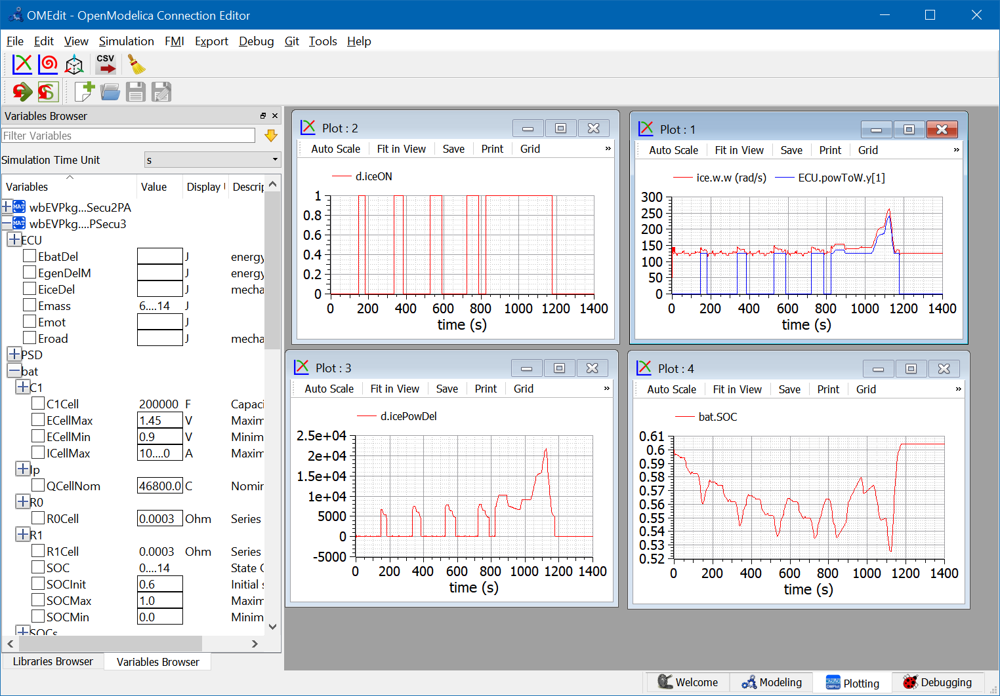 OMEdit - OpenModelica Connection Editor
File Edit View Simulation FMI Export Debug Git Tools Help
CSV
Variables Browser
Filter Variables
Simulation Time Unit
s
Variables Value Display Descrip
MAT wbEVPkg...Secu2PA
MAT wbEVPkg....PSecu3
ECU
EbatDel J energy
EgenDelM J energy
EiceDel J mecha
Emass 6....14 J
Emot J
Eroad J mecha
PSD
bat
C1
C1Cell 200000 F Capaci
ECellMax 1.45 V Maxim
ECellMin 0.9 V Minim
ICellMax 10....0 A Maxim
Ip
QCellNom 46800.0 C Nomin
R0
R0Cell 0.0003 Ohm Series
R1
R1Cell 0.0003 Ohm Series
SOC 0....14 State C
SOCInit 0.6 Initial s
SOCMax 1.0 Maxim
SOCMin 0.0 Minim
SOCs
Libraries Browser Variables Browser
Plot : 2
Auto Scale Fit in View Save Print Grid »
d.iceON
1
0.8
0.6
0.4
0.2
0
0 200 400 600 800 1000 1200 1400
time (s)
Plot : 1
Auto Scale Fit in View Save Print Grid »
ice.w.w (rad/s) ECU.powToW.y[1]
300
250
200
150
100
50
0
0 200 400 600 800 1000 1200 1400
time (s)
Plot : 3
Auto Scale Fit in View Save Print Grid »
d.icePowDel
2.5e+04
2e+04
1.5e+04
1e+04
5000
0
-5000
0 200 400 600 800 1000 1200 1400
time (s)
Plot : 4
Auto Scale Fit in View Save Print Grid »
bat.SOC
0.61
0.6
0.59
0.58
0.57
0.56
0.55
0.54
0.53
0.52
0 200 400 600 800 1000 1200 1400
time (s)
Welcome Modeling Plotting Debugging